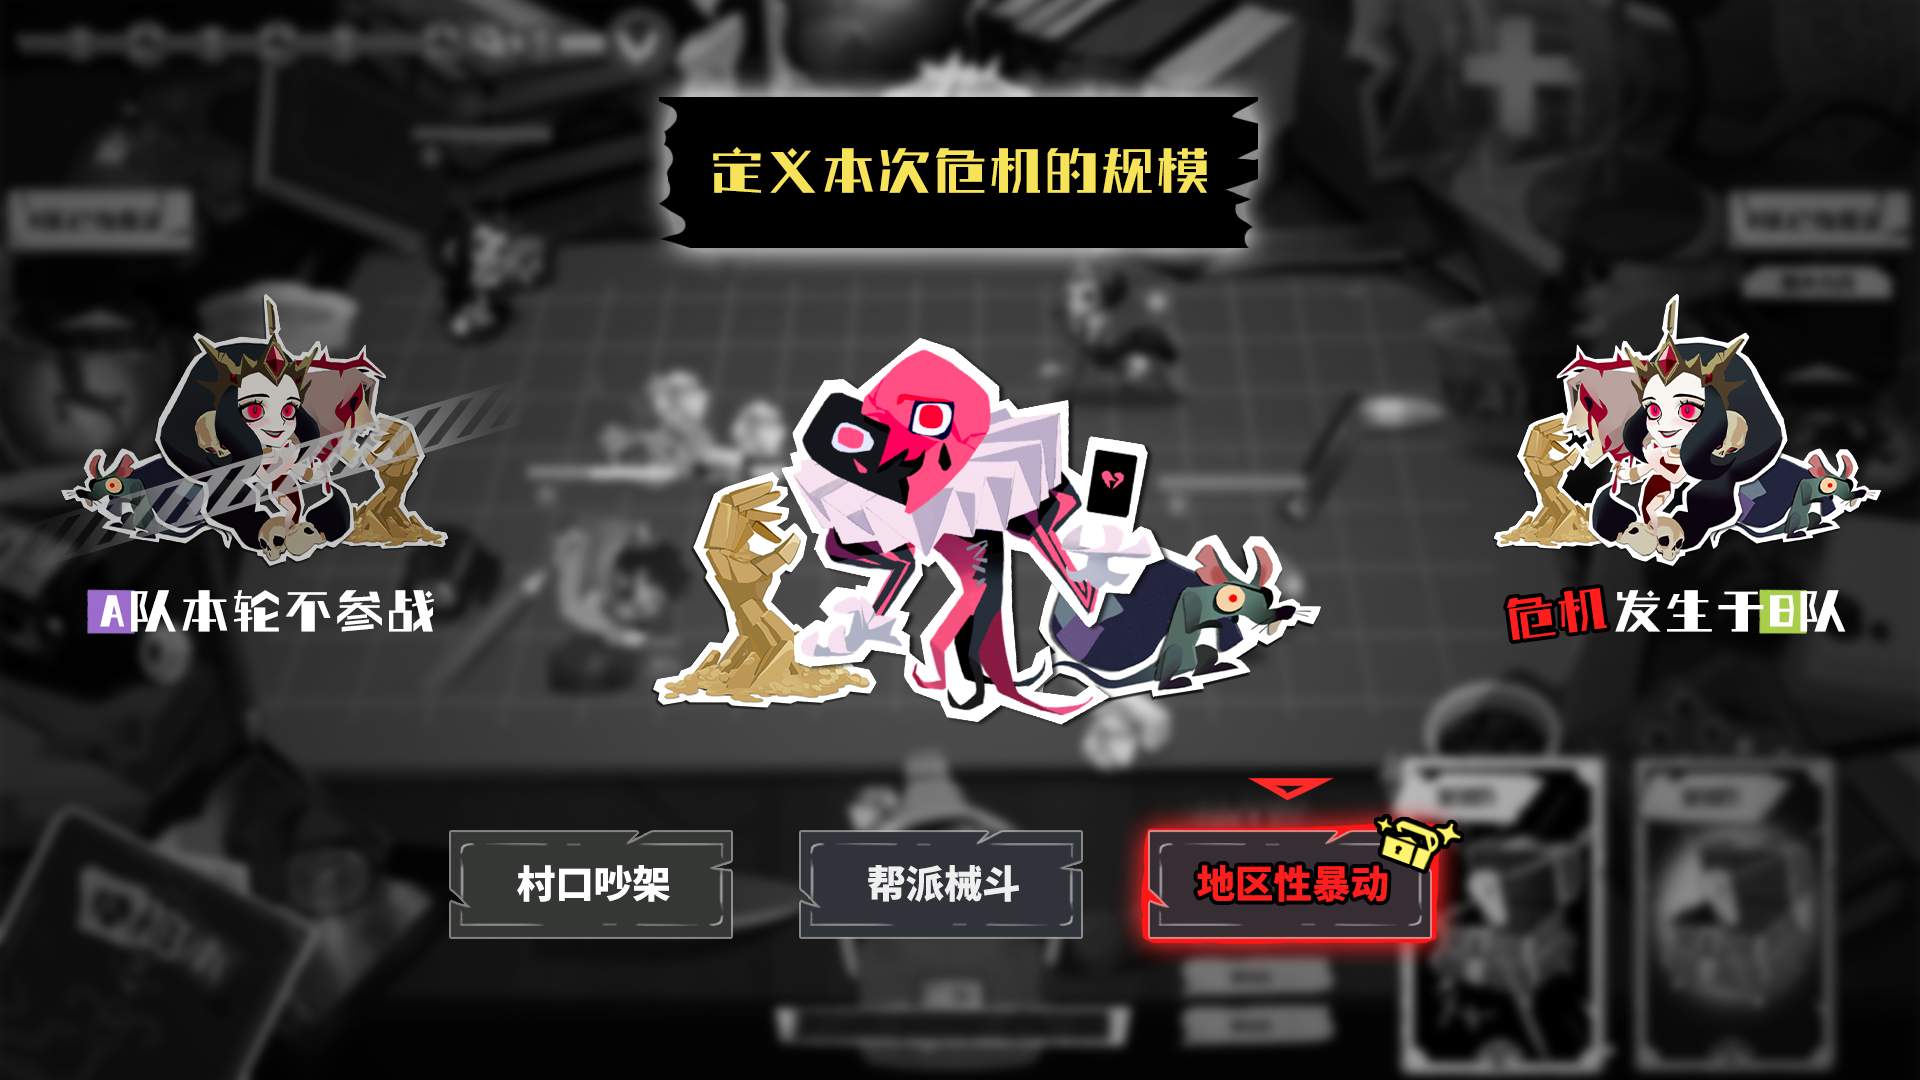 定义本次危机的规模
A队本轮不参战
危机发生于B队
村口吵架
帮派械斗
地区性暴动